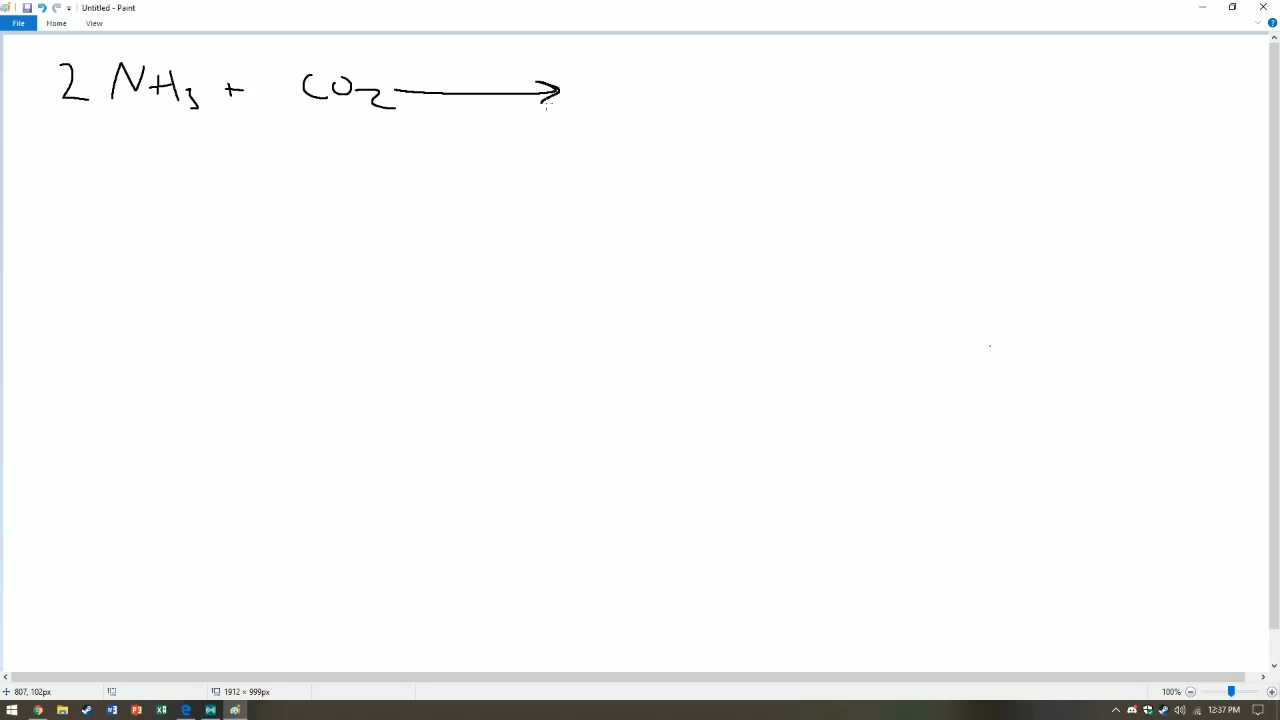 Untitled - Paint
File Home View
2 NH3 + CO2 →
807, 102px 1912 × 999px 100%
12:37 PM